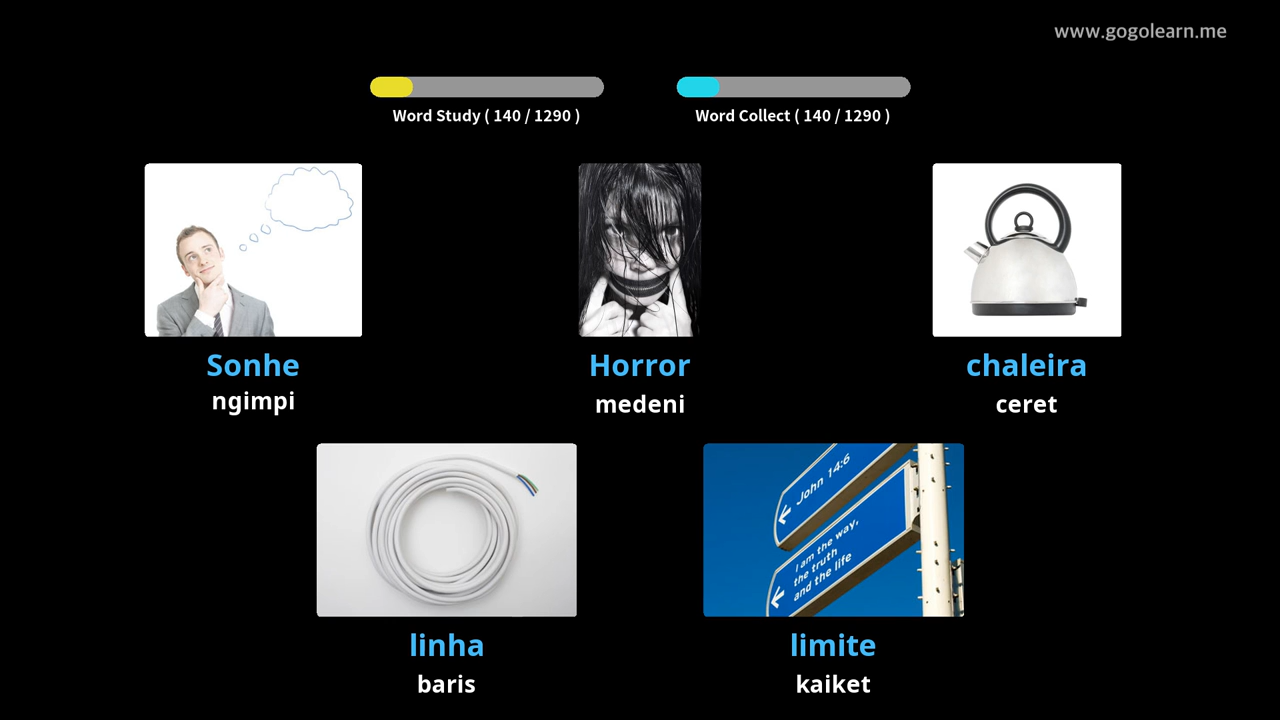 www.gogolearn.me
Word Study ( 140 / 1290 )
Word Collect ( 140 / 1290 )
Sonhe
ngimpi
Horror
medeni
chaleira
ceret
John 14:6
I am the way,
the truth
and the life
linha
baris
limite
kaiket